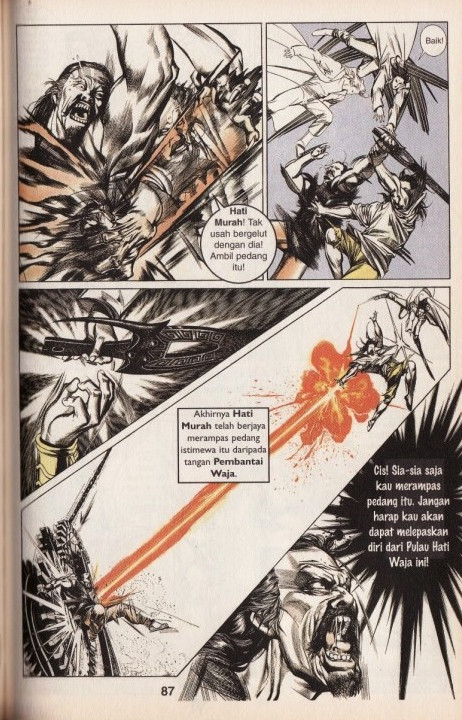 Hati
Murah! Tak
usah bergelut
dengan dia!
Ambil pedang
itu!
Baik!
Akhirnya Hati
Murah telah berjaya
merampas pedang
istimewa itu daripada
tangan Pembantai
Waja.
Cis! Sia-sia saja
kau merampas
pedang itu. Jangan
harap kau akan
dapat melepaskan
diri dari Pulau Hati
Waja ini!
87